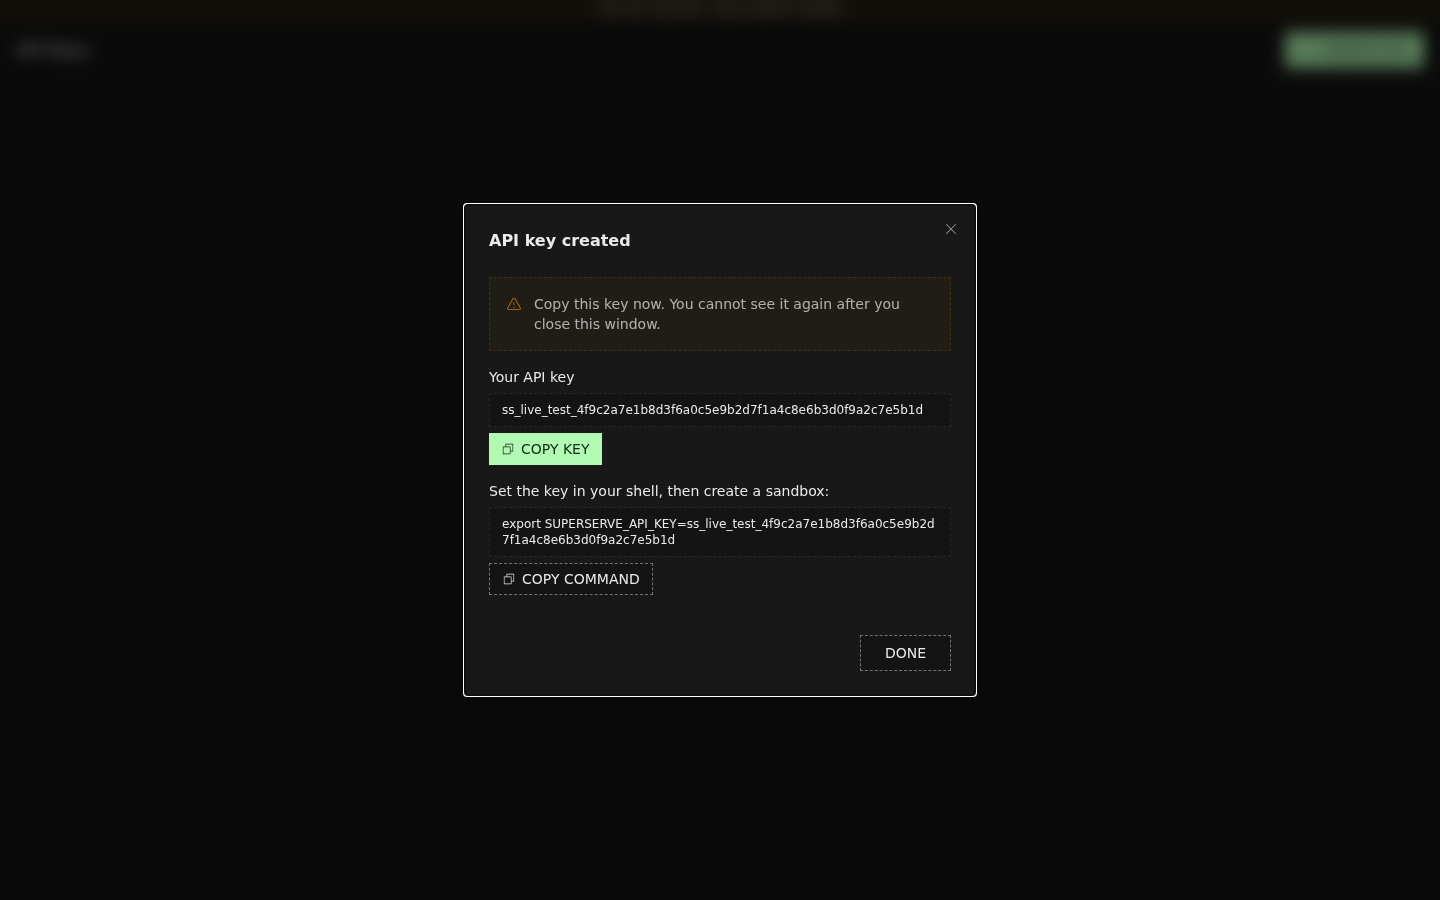 API key created
Copy this key now. You cannot see it again after you
close this window.
Your API key
ss_live_test_4f9c2a7e1b8d3f6a0c5e9b2d7f1a4c8e6b3d0f9a2c7e5b1d
COPY KEY
Set the key in your shell, then create a sandbox:
export SUPERSERVE_API_KEY=ss_live_test_4f9c2a7e1b8d3f6a0c5e9b2d
7f1a4c8e6b3d0f9a2c7e5b1d
COPY COMMAND
DONE